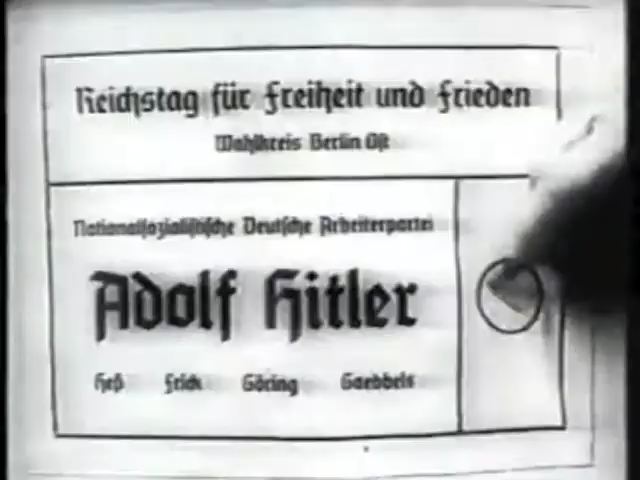 Reichstag für Freiheit und Frieden
Wahlkreis Berlin Ost
Nationalsozialistische Deutsche Arbeiterpartei
Adolf Hitler
Heß Frick Göring Goebbels